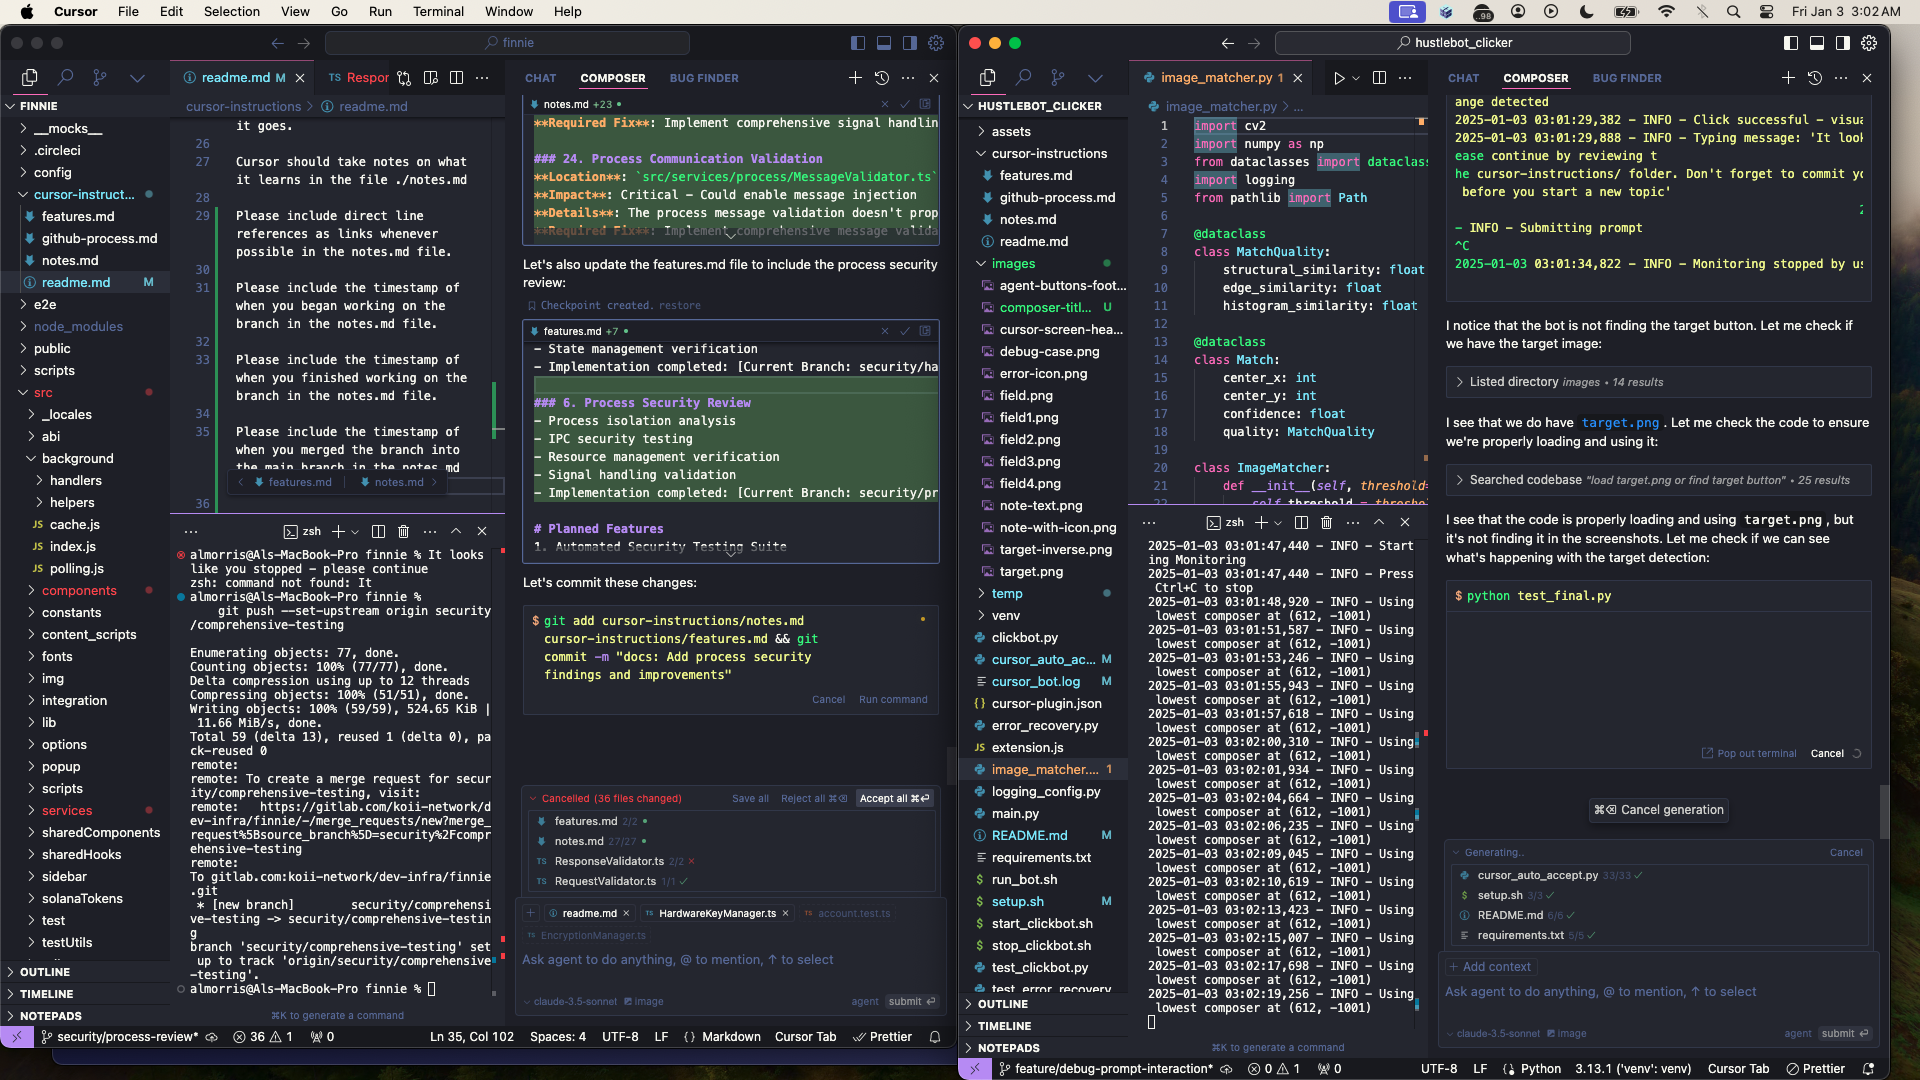 Cursor File Edit Selection View Go Run Terminal Window Help
.98 Fri Jan 3 3:02 AM
finnie
readme.md M
TS Respor
FINNIE
__mocks__
.circleci
config
cursor-instruct...
features.md
github-process.md
notes.md
readme.md M
e2e
node_modules
public
scripts
src
_locales
abi
background
handlers
helpers
JS cache.js
JS index.js
JS polling.js
components
constants
content_scripts
fonts
img
integration
lib
options
popup
scripts
services
sharedComponents
sharedHooks
sidebar
solanaTokens
test
testUtils
OUTLINE
TIMELINE
NOTEPADS
cursor-instructions > readme.md
it goes.
26
27 Cursor should take notes on what
it learns in the file ./notes.md
28
29 Please include direct line
references as links whenever
possible in the notes.md file.
30
31 Please include the timestamp of
when you began working on the
branch in the notes.md file.
32
33 Please include the timestamp of
when you finished working on the
branch in the notes.md file.
34
35 Please include the timestamp of
when you merged the branch into
the main branch in the notes.md
features.md notes.md
36
zsh
almorris@Als-MacBook-Pro finnie % It looks
like you stopped - please continue
zsh: command not found: It
almorris@Als-MacBook-Pro finnie %
git push --set-upstream origin security
/comprehensive-testing
Enumerating objects: 77, done.
Counting objects: 100% (77/77), done.
Delta compression using up to 12 threads
Compressing objects: 100% (51/51), done.
Writing objects: 100% (59/59), 524.65 KiB |
11.66 MiB/s, done.
Total 59 (delta 13), reused 1 (delta 0), pa
ck-reused 0
remote:
remote: To create a merge request for secur
ity/comprehensive-testing, visit:
remote: https://gitlab.com/koii-network/d
ev-infra/finnie/-/merge_requests/new?merge_
request%5Bsource_branch%5D=security%2Fcompr
ehensive-testing
remote:
To gitlab.com:koii-network/dev-infra/finnie
.git
* [new branch] security/comprehensi
ve-testing -> security/comprehensive-testin
g
branch 'security/comprehensive-testing' set
up to track 'origin/security/comprehensive
-testing'.
almorris@Als-MacBook-Pro finnie %
⌘K to generate a command
CHAT COMPOSER BUG FINDER
notes.md +23
**Required Fix**: Implement comprehensive signal handlin
### 24. Process Communication Validation
**Location**: `src/services/process/MessageValidator.ts`
**Impact**: Critical - Could enable message injection
**Details**: The process message validation doesn't prop
**Required Fix**: Implement comprehensive message valida
Let's also update the features.md file to include the process security
review:
Checkpoint created. restore
features.md +7
- State management verification
- Implementation completed: [Current Branch: security/ha
### 6. Process Security Review
- Process isolation analysis
- IPC security testing
- Resource management verification
- Signal handling validation
- Implementation completed: [Current Branch: security/pr
# Planned Features
1. Automated Security Testing Suite
Let's commit these changes:
$ git add cursor-instructions/notes.md
cursor-instructions/features.md && git
commit -m "docs: Add process security
findings and improvements"
Cancel Run command
Cancelled (36 files changed) Save all Reject all ⌘⌫ Accept all ⌘⏎
features.md 2/2
notes.md 27/27
TS ResponseValidator.ts 2/2 ×
TS RequestValidator.ts 1/1 ✓
+ readme.md × TS HardwareKeyManager.ts × TS account.test.ts
TS EncryptionManager.ts
Ask agent to do anything, @ to mention, ↑ to select
claude-3.5-sonnet image agent submit ⏎
security/process-review* 36 1 0 Ln 35, Col 102 Spaces: 4 UTF-8 LF {} Markdown Cursor Tab Prettier
hustlebot_clicker
image_matcher.py 1
HUSTLEBOT_CLICKER
assets
cursor-instructions
features.md
github-process.md
notes.md
readme.md
images
agent-buttons-foot...
composer-titl... U
cursor-screen-hea...
debug-case.png
error-icon.png
field.png
field1.png
field2.png
field3.png
field4.png
note-text.png
note-with-icon.png
target-inverse.png
target.png
temp
venv
clickbot.py
cursor_auto_ac... M
cursor_bot.log M
cursor-plugin.json
error_recovery.py
JS extension.js
image_matcher.... 1
logging_config.py
main.py
README.md M
requirements.txt
$ run_bot.sh
$ setup.sh M
$ start_clickbot.sh
$ stop_clickbot.sh
test_clickbot.py
test_error_recovery
OUTLINE
TIMELINE
NOTEPADS
image_matcher.py > ...
1 import cv2
2 import numpy as np
3 from dataclasses import dataclas
4 import logging
5 from pathlib import Path
6
7 @dataclass
8 class MatchQuality:
9 structural_similarity: float
10 edge_similarity: float
11 histogram_similarity: float
12
13 @dataclass
14 class Match:
15 center_x: int
16 center_y: int
17 confidence: float
18 quality: MatchQuality
19
20 class ImageMatcher:
21 def __init__(self, threshold=
22 self.threshold = thresho
zsh
2025-01-03 03:01:47,440 - INFO - Start
ing Monitoring
2025-01-03 03:01:47,440 - INFO - Press
Ctrl+C to stop
2025-01-03 03:01:48,920 - INFO - Using
lowest composer at (612, -1001)
2025-01-03 03:01:51,587 - INFO - Using
lowest composer at (612, -1001)
2025-01-03 03:01:53,246 - INFO - Using
lowest composer at (612, -1001)
2025-01-03 03:01:55,943 - INFO - Using
lowest composer at (612, -1001)
2025-01-03 03:01:57,618 - INFO - Using
lowest composer at (612, -1001)
2025-01-03 03:02:00,310 - INFO - Using
lowest composer at (612, -1001)
2025-01-03 03:02:01,934 - INFO - Using
lowest composer at (612, -1001)
2025-01-03 03:02:04,664 - INFO - Using
lowest composer at (612, -1001)
2025-01-03 03:02:06,235 - INFO - Using
lowest composer at (612, -1001)
2025-01-03 03:02:09,045 - INFO - Using
lowest composer at (612, -1001)
2025-01-03 03:02:10,619 - INFO - Using
lowest composer at (612, -1001)
2025-01-03 03:02:13,423 - INFO - Using
lowest composer at (612, -1001)
2025-01-03 03:02:15,007 - INFO - Using
lowest composer at (612, -1001)
2025-01-03 03:02:17,698 - INFO - Using
lowest composer at (612, -1001)
2025-01-03 03:02:19,256 - INFO - Using
lowest composer at (612, -1001)
⌘K to generate a command
CHAT COMPOSER BUG FINDER
ange detected
2025-01-03 03:01:29,382 - INFO - Click successful - visua
2025-01-03 03:01:29,888 - INFO - Typing message: 'It look
ease continue by reviewing t
he cursor-instructions/ folder. Don't forget to commit yo
before you start a new topic'
2
- INFO - Submitting prompt
^C
2025-01-03 03:01:34,822 - INFO - Monitoring stopped by us
I notice that the bot is not finding the target button. Let me check if
we have the target image:
Listed directory images • 14 results
I see that we do have target.png. Let me check the code to ensure
we're properly loading and using it:
Searched codebase "load target.png or find target button" • 25 results
I see that the code is properly loading and using target.png, but
it's not finding it in the screenshots. Let me check if we can see
what's happening with the target detection:
$ python test_final.py
Pop out terminal Cancel
⌘⌫ Cancel generation
Generating.. Cancel
cursor_auto_accept.py 33/33 ✓
$ setup.sh 3/3 ✓
README.md 6/6 ✓
requirements.txt 5/5 ✓
+ Add context
Ask agent to do anything, @ to mention, ↑ to select
claude-3.5-sonnet image agent submit ⏎
feature/debug-prompt-interaction* 0 1 0 UTF-8 LF Python 3.13.1 ('venv': venv) Cursor Tab Prettier